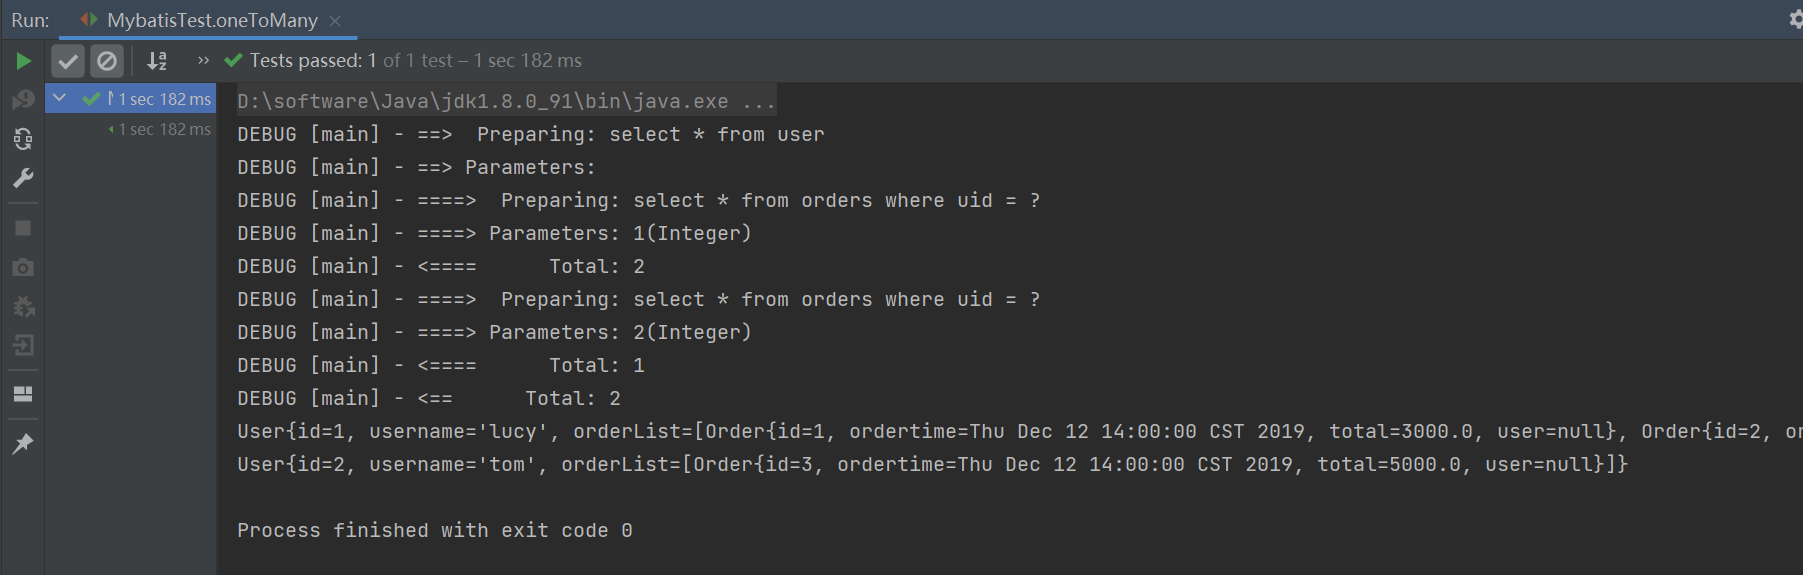 Run: MybatisTest.oneToMany ×
Tests passed: 1 of 1 test – 1 sec 182 ms
1 sec 182 ms
1 sec 182 ms
D:\software\Java\jdk1.8.0_91\bin\java.exe ...
DEBUG [main] - ==>  Preparing: select * from user
DEBUG [main] - ==> Parameters:
DEBUG [main] - ====>  Preparing: select * from orders where uid = ?
DEBUG [main] - ====> Parameters: 1(Integer)
DEBUG [main] - <====      Total: 2
DEBUG [main] - ====>  Preparing: select * from orders where uid = ?
DEBUG [main] - ====> Parameters: 2(Integer)
DEBUG [main] - <====      Total: 1
DEBUG [main] - <==      Total: 2
User{id=1, username='lucy', orderList=[Order{id=1, ordertime=Thu Dec 12 14:00:00 CST 2019, total=3000.0, user=null}, Order{id=2, or
User{id=2, username='tom', orderList=[Order{id=3, ordertime=Thu Dec 12 14:00:00 CST 2019, total=5000.0, user=null}]}
Process finished with exit code 0